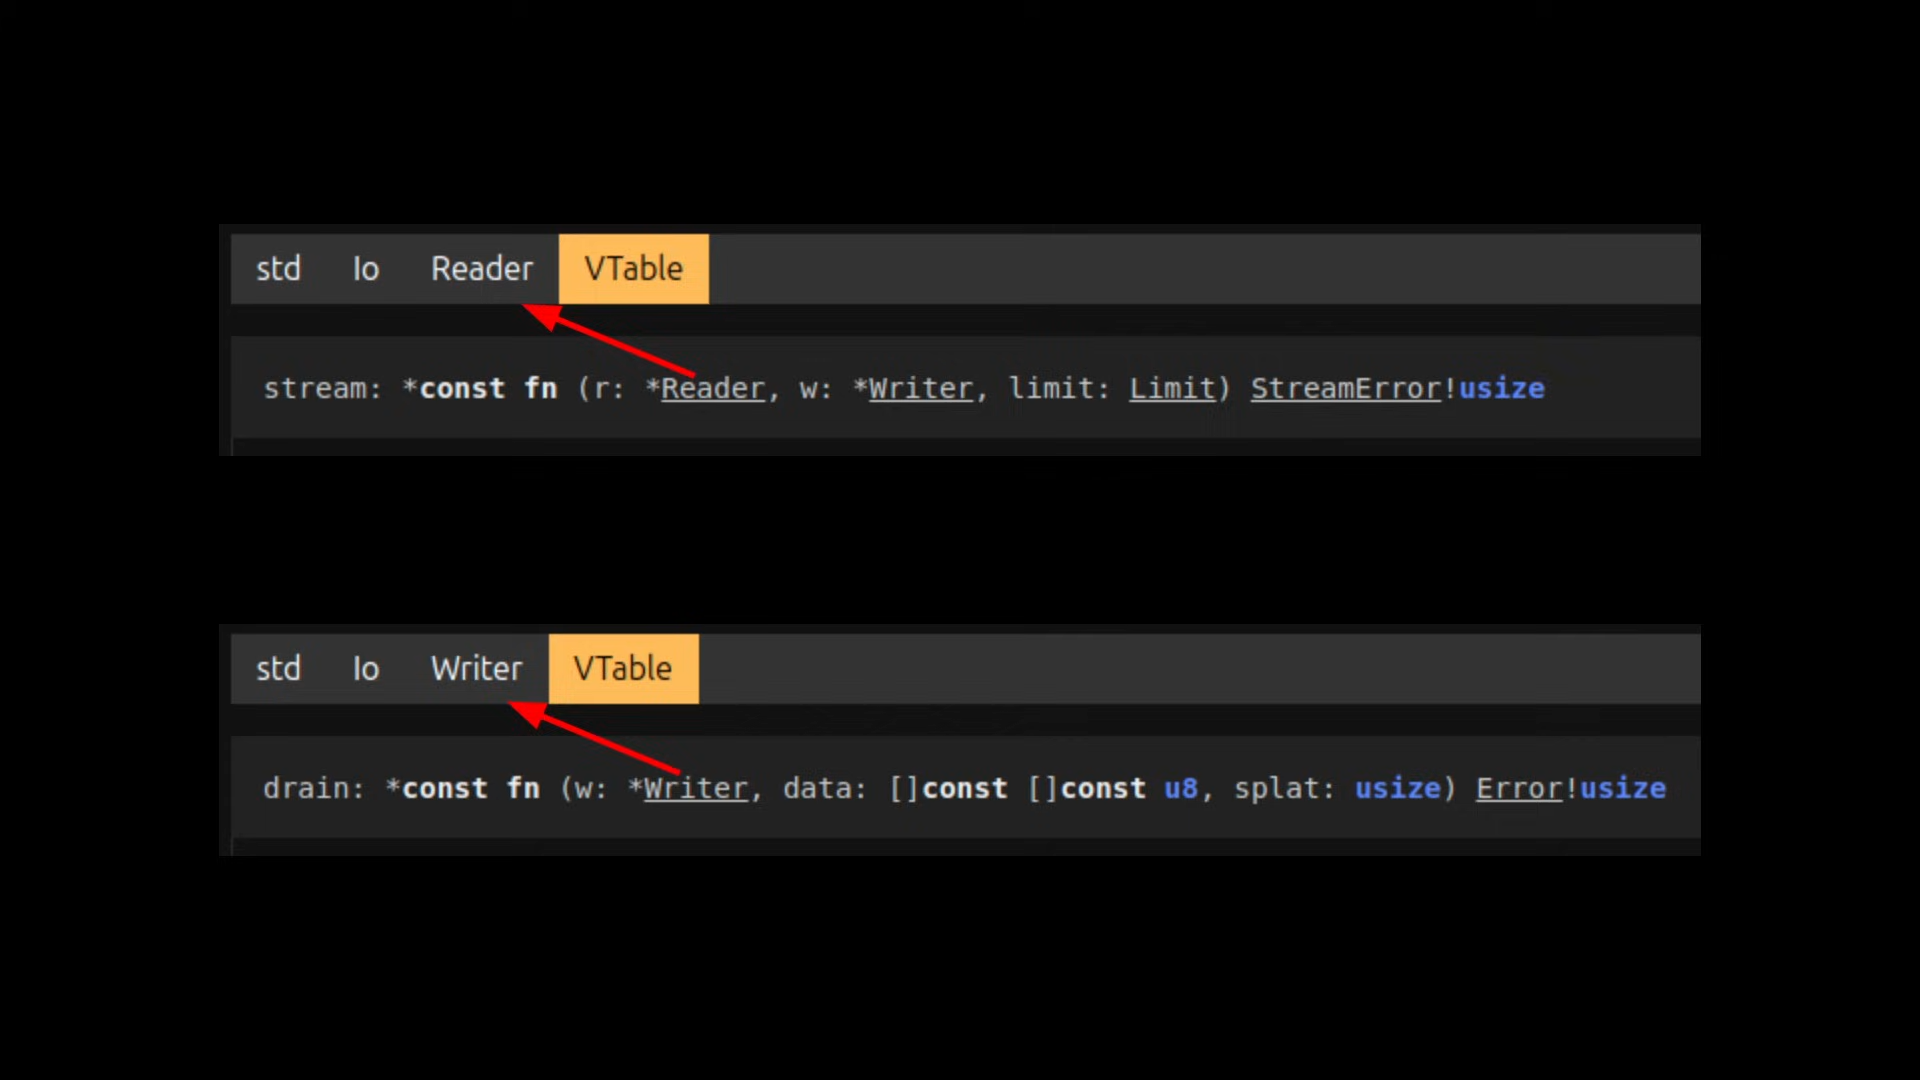 std Io Reader VTable
stream: *const fn (r: *Reader, w: *Writer, limit: Limit) StreamError!usize
std Io Writer VTable
drain: *const fn (w: *Writer, data: []const []const u8, splat: usize) Error!usize